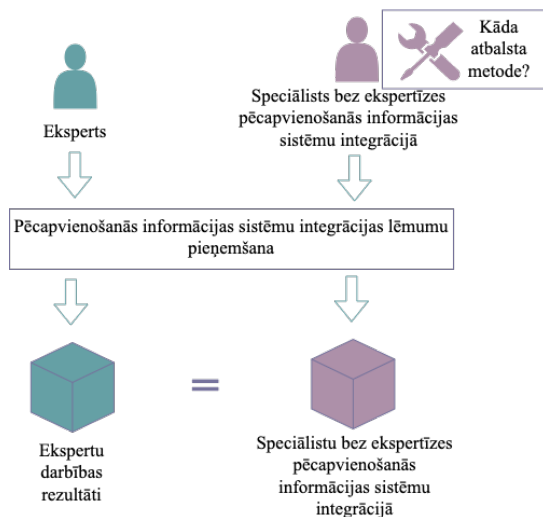 Kāda
atbalsta
metode?
Eksperts
Speciālists bez ekspertīzes
pēcapvienošanās informācijas
sistēmu integrācijā
Pēcapvienošanās informācijas sistēmu integrācijas lēmumu
pieņemšana
=
Ekspertu
darbības
rezultāti
Speciālistu bez ekspertīzes
pēcapvienošanās
informācijas sistēmu
integrācijā